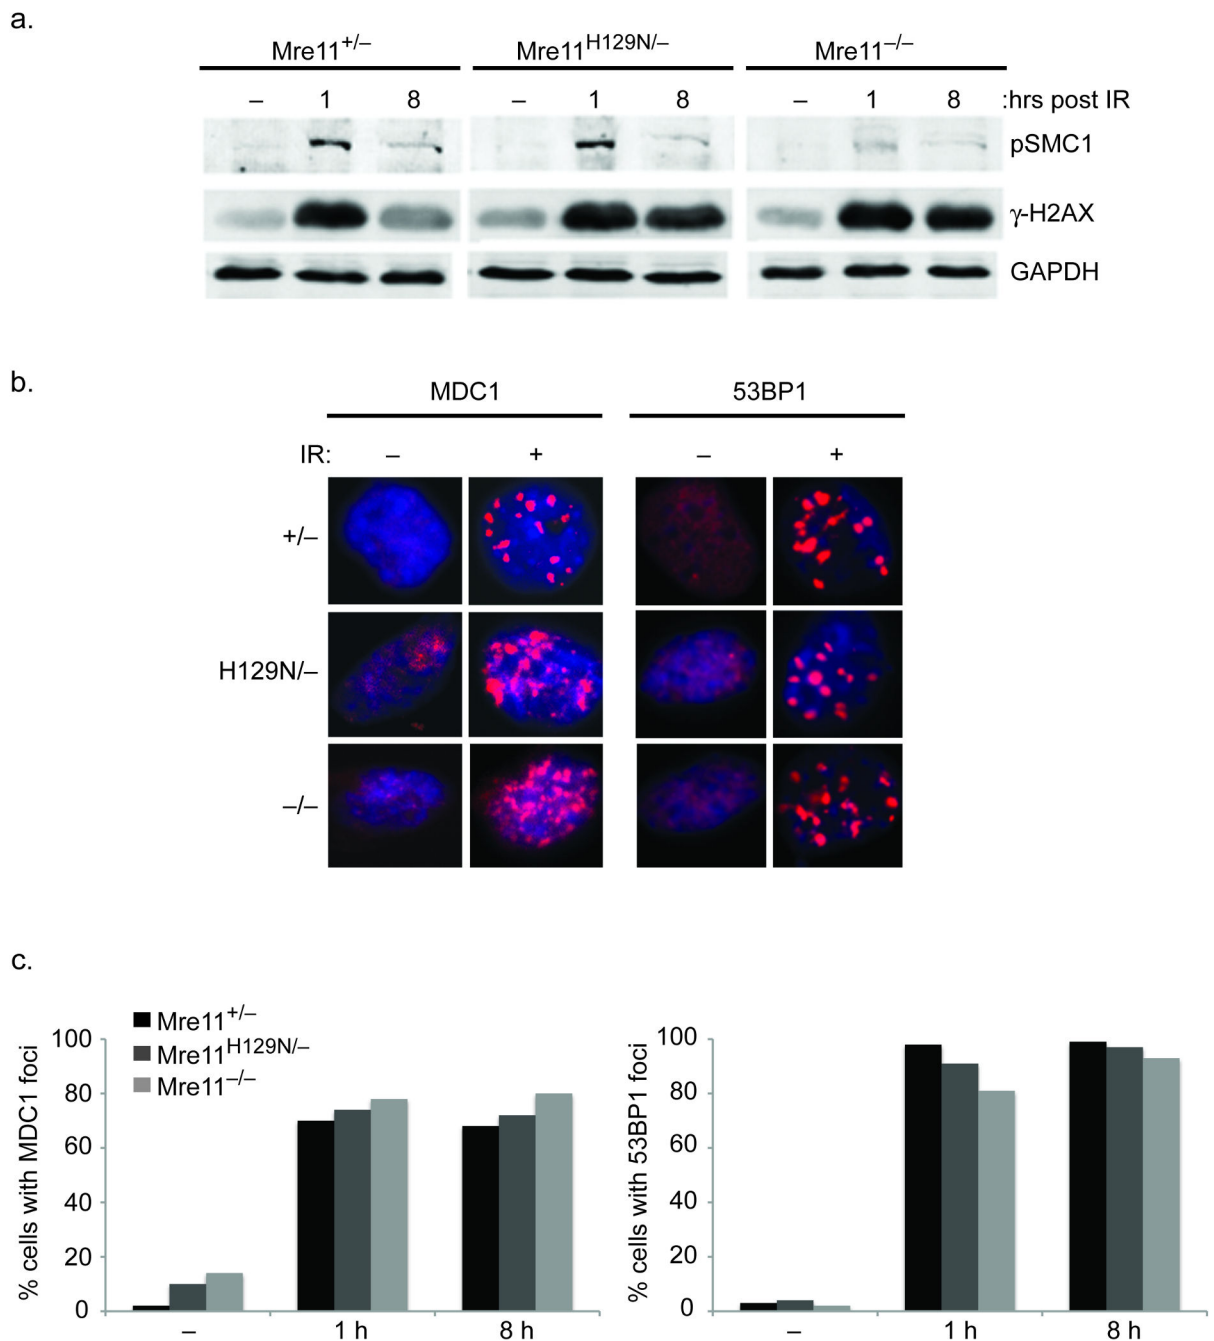 a.
Mre11+/– Mre11H129N/– Mre11–/–
– 1 8 – 1 8 – 1 8 :hrs post IR
pSMC1
γ-H2AX
GAPDH
b.
MDC1 53BP1
IR: – + – +
+/–
H129N/–
–/–
c.
Mre11+/–
Mre11H129N/–
Mre11–/–
% cells with MDC1 foci
100
80
60
40
20
0
– 1 h 8 h
% cells with 53BP1 foci
100
80
60
40
20
0
– 1 h 8 h